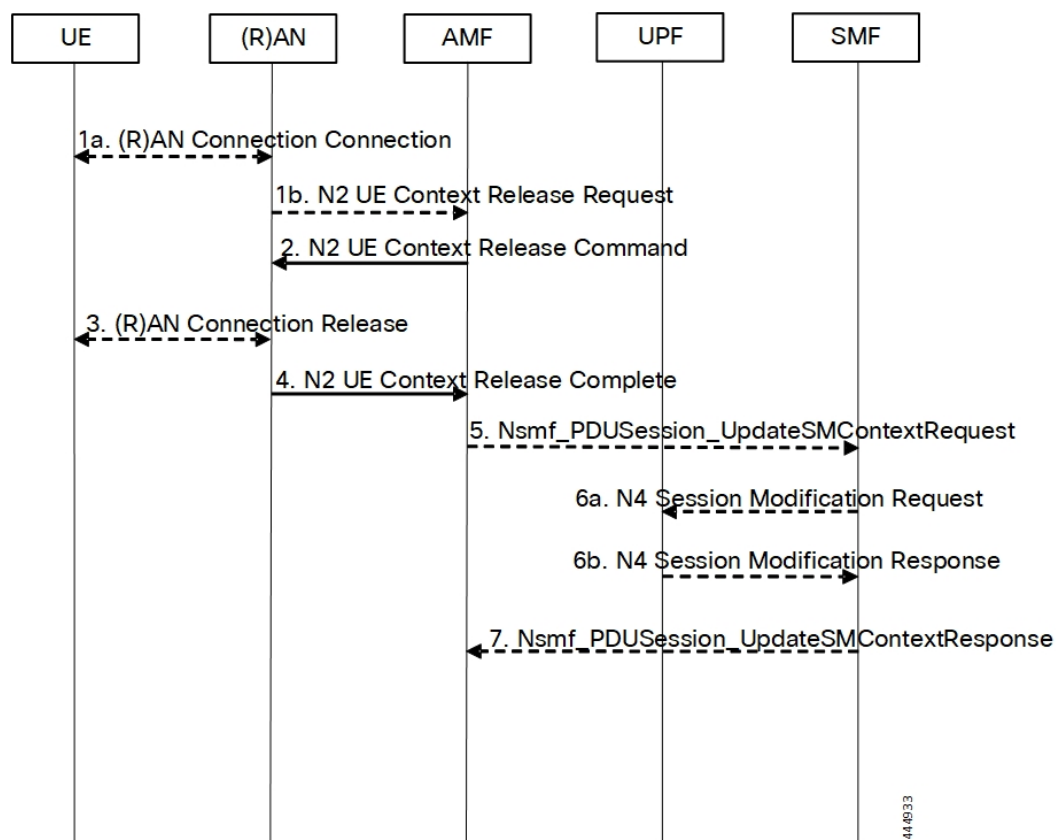 UE
(R)AN
AMF
UPF
SMF
1a. (R)AN Connection Connection
1b. N2 UE Context Release Request
2. N2 UE Context Release Command
3. (R)AN Connection Release
4. N2 UE Context Release Complete
5. Nsmf_PDUSession_UpdateSMContextRequest
6a. N4 Session Modification Request
6b. N4 Session Modification Response
7. Nsmf_PDUSession_UpdateSMContextResponse
444933